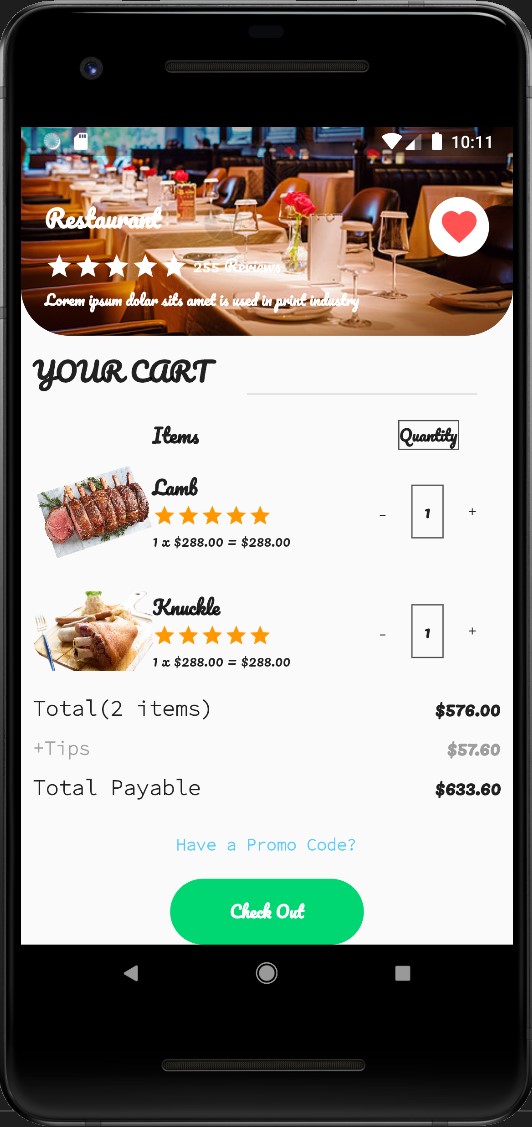 10:11
Restaurant
255 Reviews
Lorem ipsum dolar sits amet is used in print industry
YOUR CART
Items Quantity
Lamb
- 1 +
1 x $288.00 = $288.00
Knuckle
- 1 +
1 x $288.00 = $288.00
Total(2 items) $576.00
+Tips $57.60
Total Payable $633.60
Have a Promo Code?
Check Out